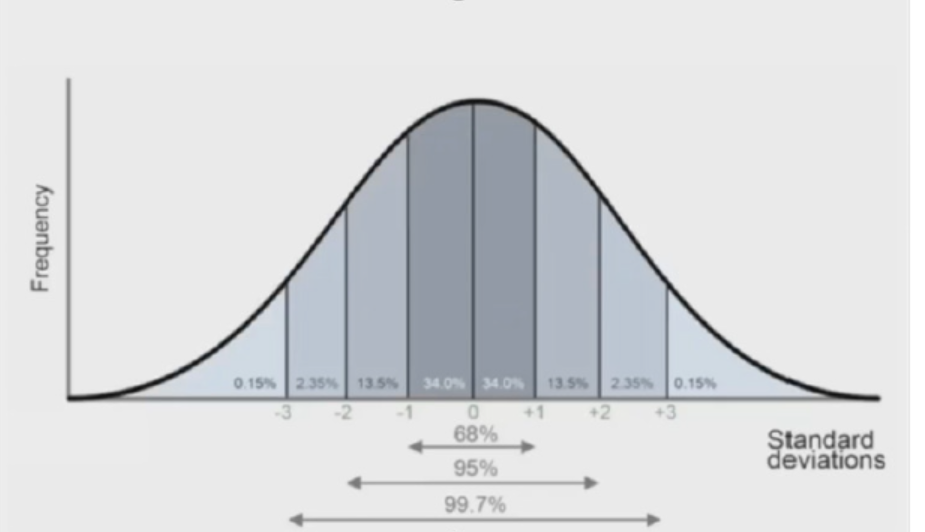 Frequency
0.15% 2.35% 13.5% 34.0% 34.0% 13.5% 2.35% 0.15%
-3 -2 -1 0 +1 +2 +3
68%
95%
99.7%
Standard
deviations